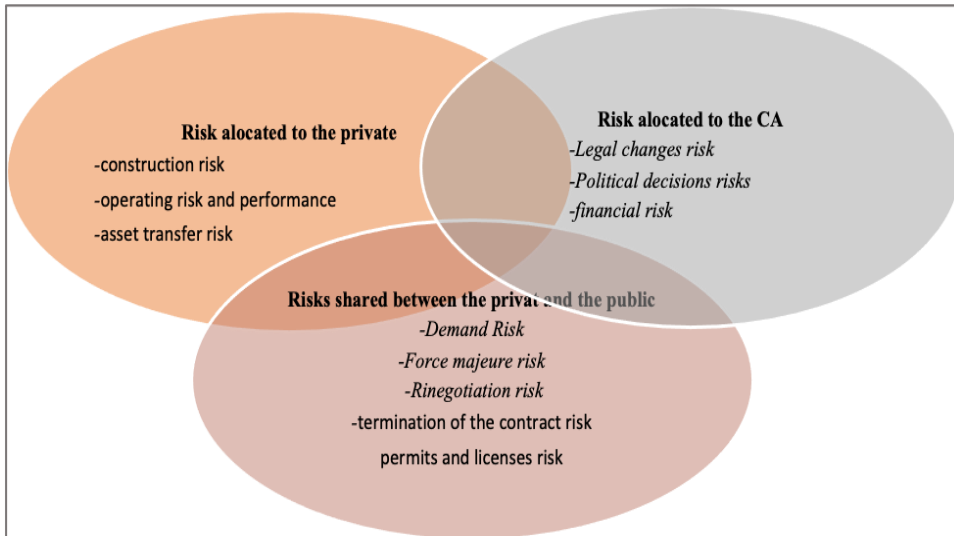 Risk alocated to the private
-construction risk
-operating risk and performance
-asset transfer risk
Risk alocated to the CA
-Legal changes risk
-Political decisions risks
-financial risk
Risks shared between the privat and the public
-Demand Risk
-Force majeure risk
-Rinegotiation risk
-termination of the contract risk
permits and licenses risk